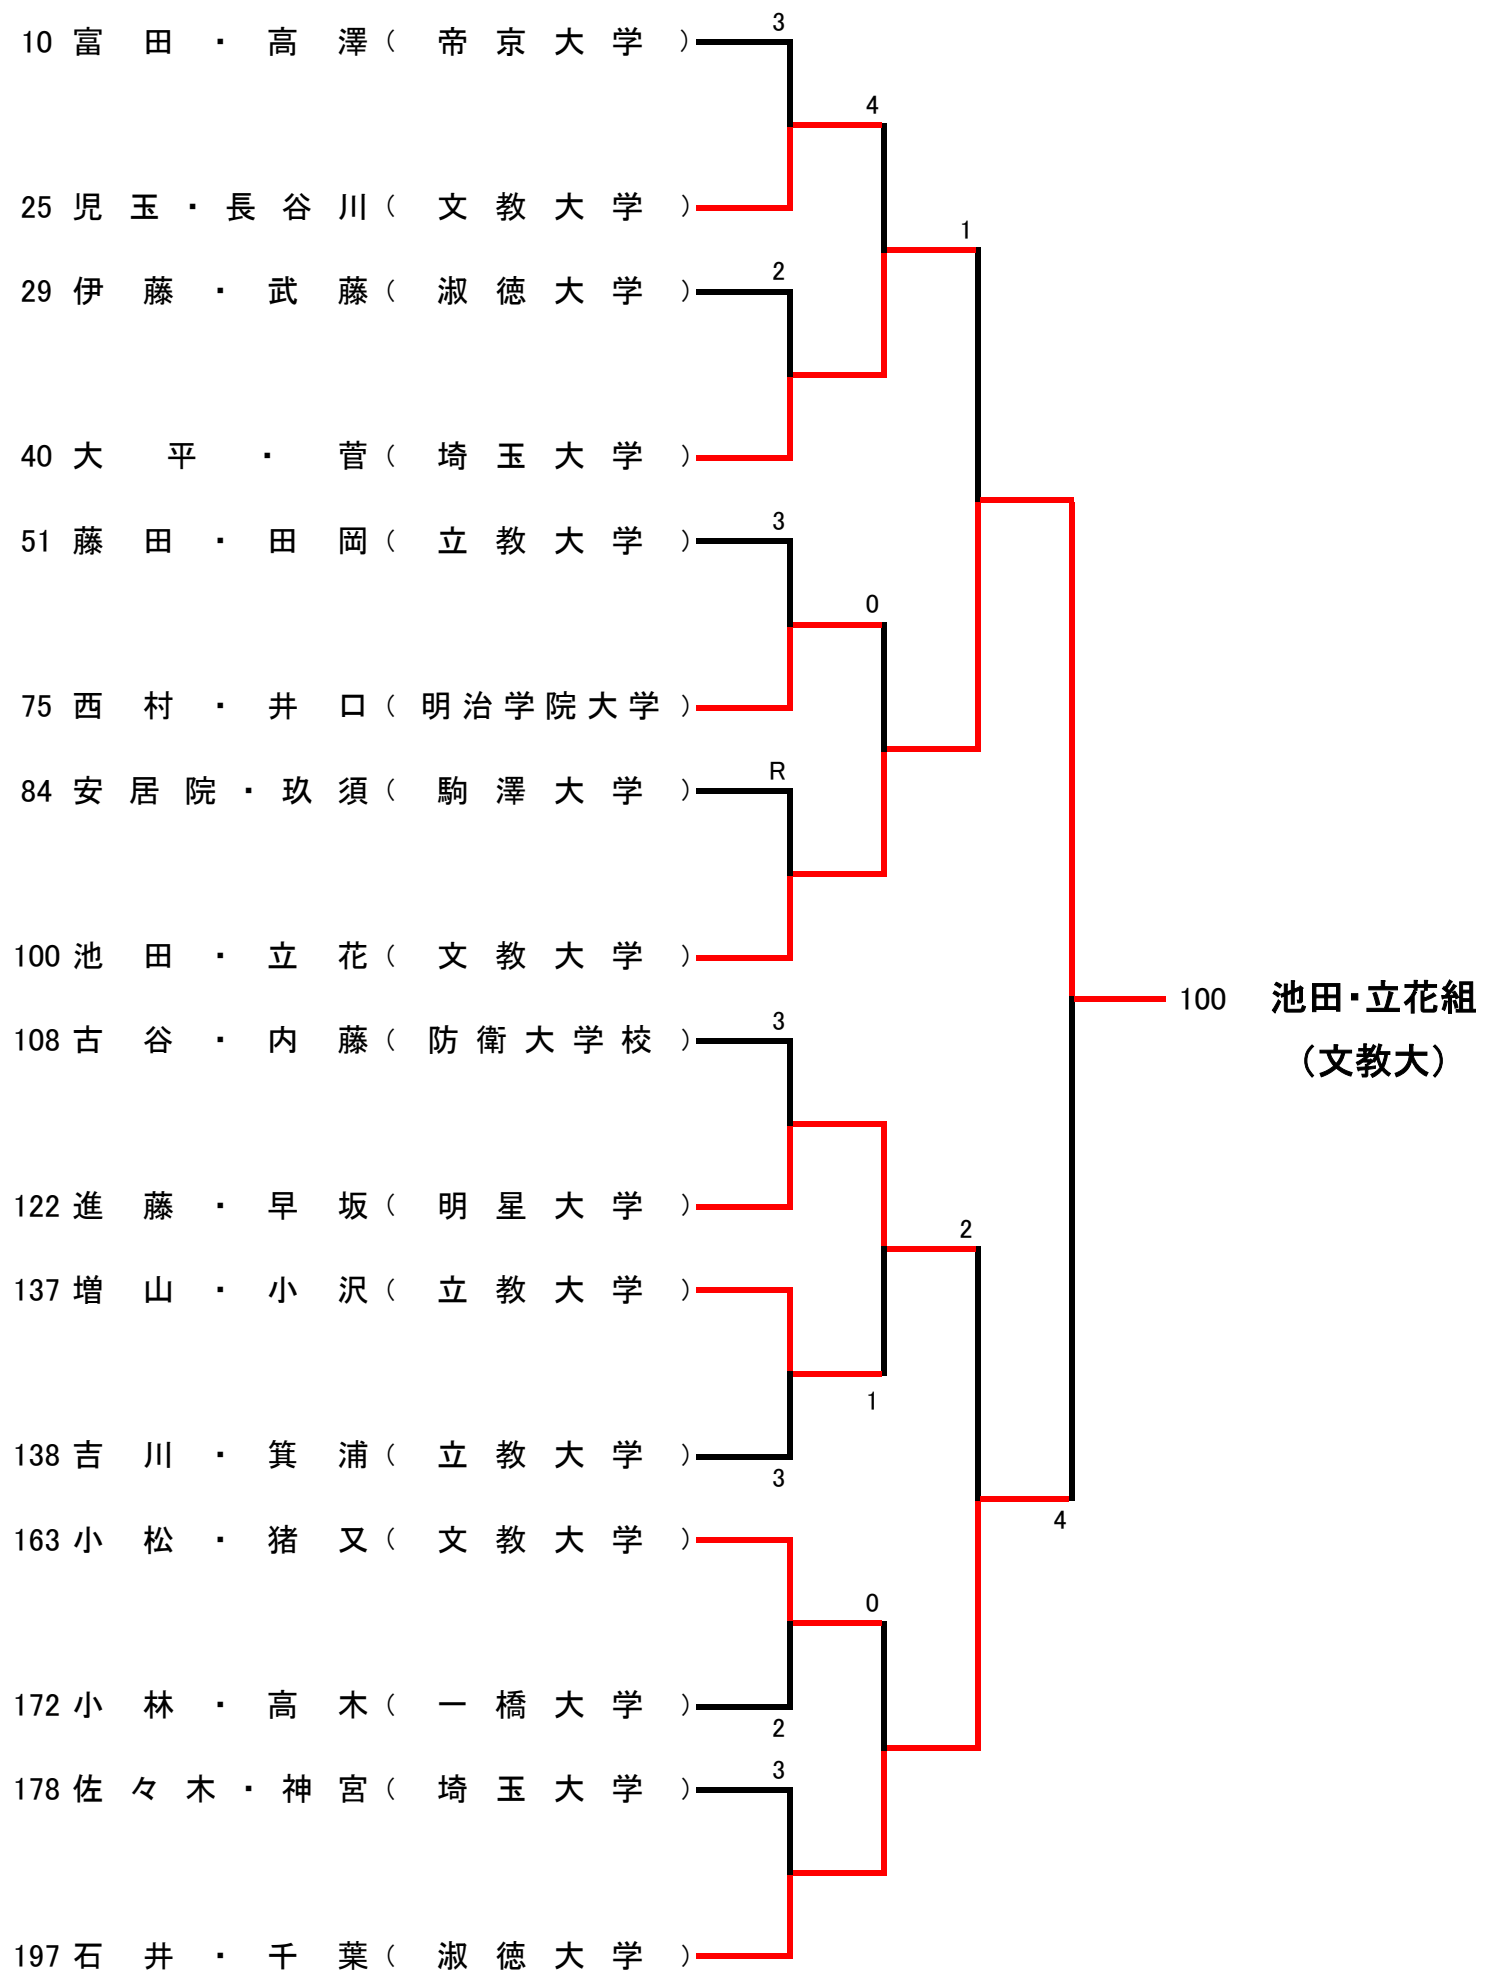 3
10 富田・高澤（帝京大学）
4
25 児玉・長谷川（文教大学）
1
2
29 伊藤・武藤（淑徳大学）
40 大平・菅（埼玉大学）
3
51 藤田・田岡（立教大学）
0
75 西村・井口（明治学院大学）
R
84 安居院・玖須（駒澤大学）
100 池田・立花（文教大学）
100 池田・立花組
（文教大）
3
108 古谷・内藤（防衛大学校）
122 進藤・早坂（明星大学）
2
137 増山・小沢（立教大学）
1
138 吉川・箕浦（立教大学）
3
4
163 小松・猪又（文教大学）
0
172 小林・高木（一橋大学）
2
3
178 佐々木・神宮（埼玉大学）
197 石井・千葉（淑徳大学）